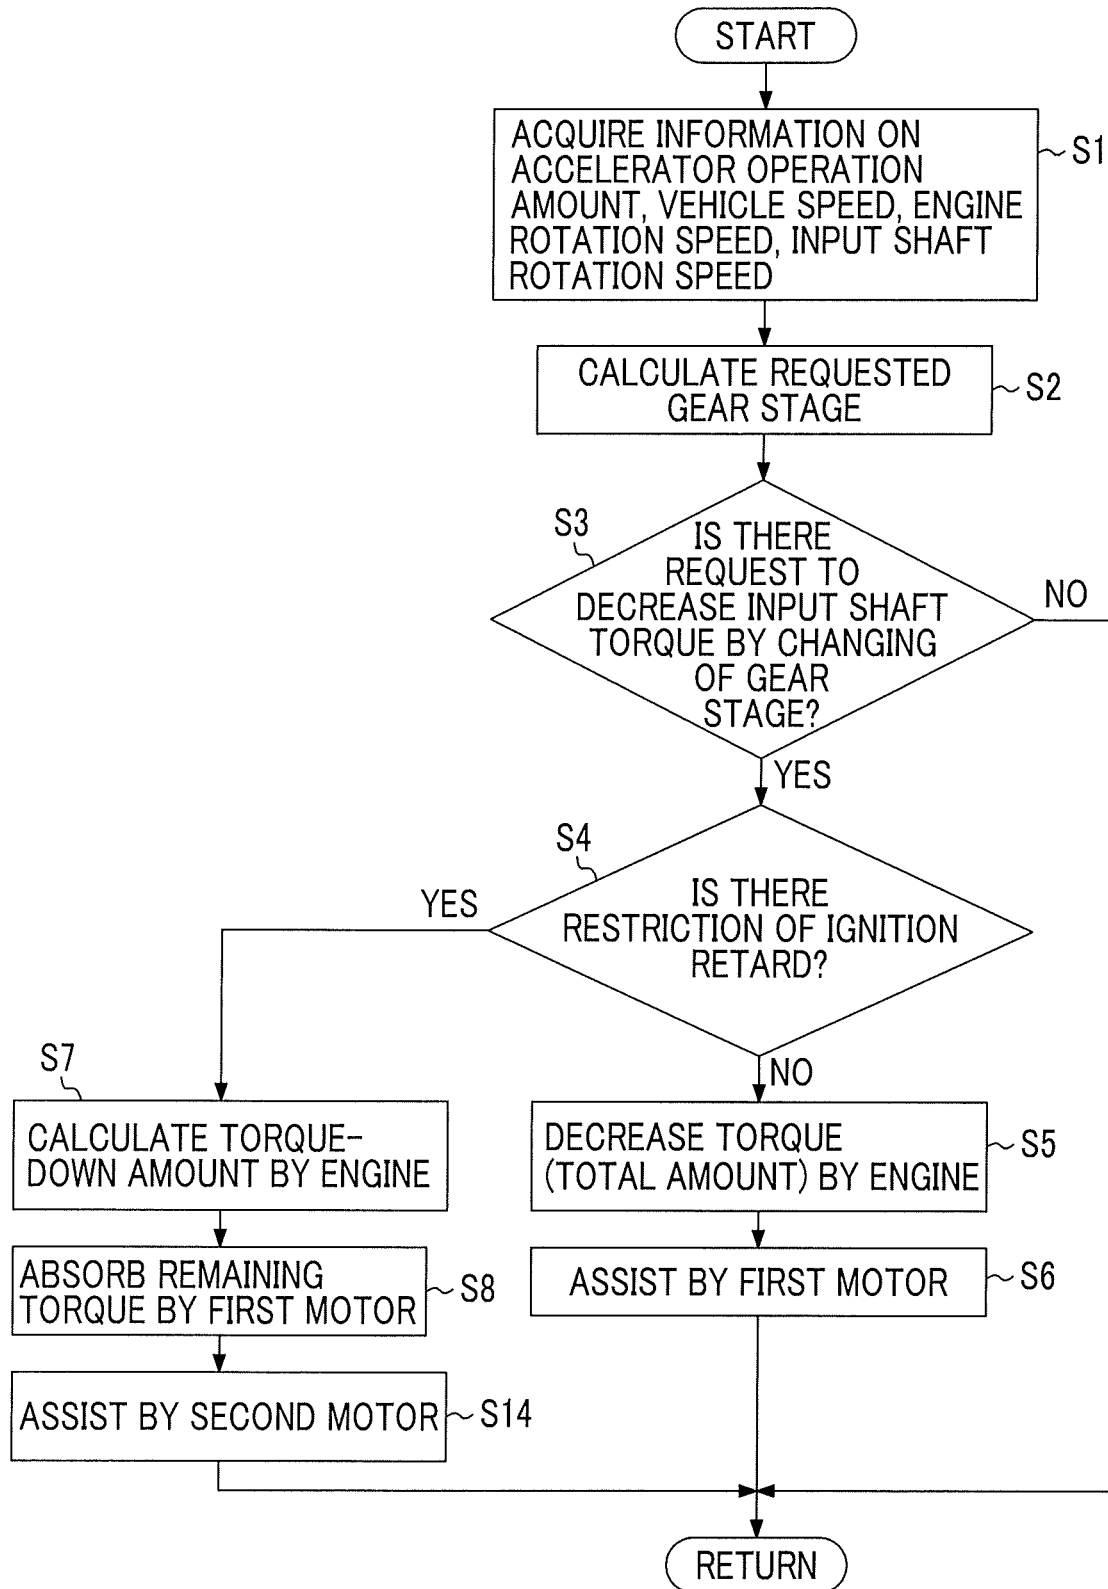 START
ACQUIRE INFORMATION ON
ACCELERATOR OPERATION
AMOUNT, VEHICLE SPEED, ENGINE
ROTATION SPEED, INPUT SHAFT
ROTATION SPEED
S1
CALCULATE REQUESTED
GEAR STAGE
S2
S3
IS THERE
REQUEST TO
DECREASE INPUT SHAFT
TORQUE BY CHANGING
OF GEAR
STAGE?
NO
YES
S4
IS THERE
RESTRICTION OF IGNITION
RETARD?
YES
NO
S7
CALCULATE TORQUE-
DOWN AMOUNT BY ENGINE
DECREASE TORQUE
(TOTAL AMOUNT) BY ENGINE
S5
ABSORB REMAINING
TORQUE BY FIRST MOTOR
S8
ASSIST BY FIRST MOTOR
S6
ASSIST BY SECOND MOTOR
S14
RETURN